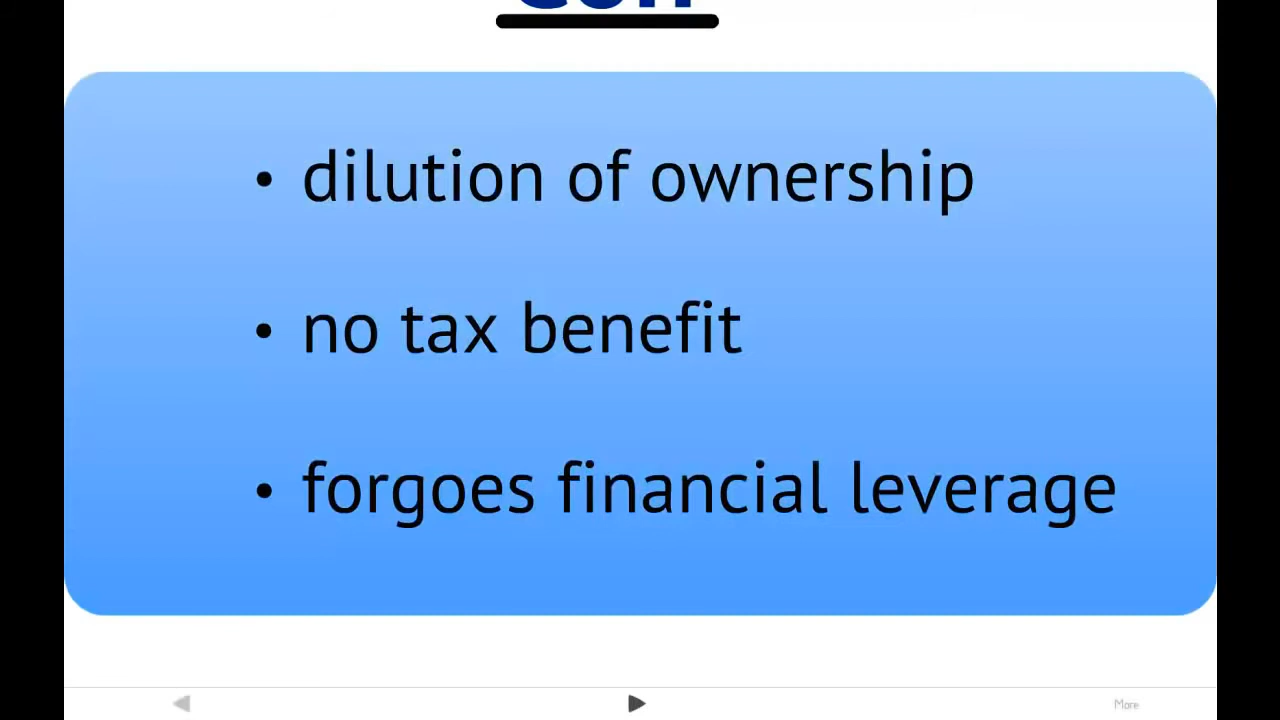 • dilution of ownership
• no tax benefit
• forgoes financial leverage
More